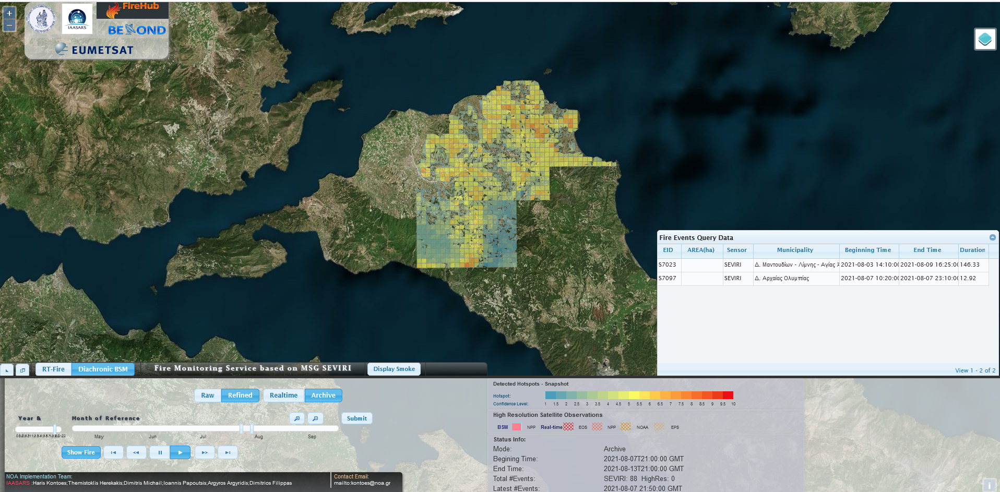 +
−
IAASARS
FireHub
BEYOND
EUMETSAT
Fire Events Query Data
EID AREA(ha) Sensor Municipality Beginning Time End Time Duration
S7023 SEVIRI Δ. Μαντουδίων - Λίμνης - Αγίας 2021-08-03 14:10:00 2021-08-09 16:25:00 146.33
S7097 SEVIRI Δ. Αρχαίας Ολυμπίας 2021-08-07 10:20:00 2021-08-07 23:10:00 12.92
View 1 - 2 of 2
RT-Fire Diachronic BSM Fire Monitoring Service based on MSG SEVIRI Display Smoke
Raw Refined Realtime Archive
Year & Month of Reference Submit
May Jun Jul Aug Sep
Show Fire
NOA Implementation Team:
IAASARS :Haris Kontoes;Themistoklis Herekakis;Dimitris Michail;Ioannis Papoutsis;Argyros Argyridis;Dimitrios Filippas
Contact Email:
mailto:kontoes@noa.gr
Detected Hotspots - Snapshot
Hotspot:
Confidence Level: 1 1.5 2 2.5 3 3.5 4 4.5 5 5.5 6 6.5 7 7.5 8 8.5 9 9.5 10
High Resolution Satellite Observations
BSM NPP Real-time EOS NPP NOAA EPS
Status Info:
Mode: Archive
Begining Time: 2021-08-07T21:00:00 GMT
End Time: 2021-08-13T21:00:00 GMT
Total #Events: SEVIRI: 88 HighRes: 0
Latest #Events: 2021-08-07 21:50:00 GMT
i